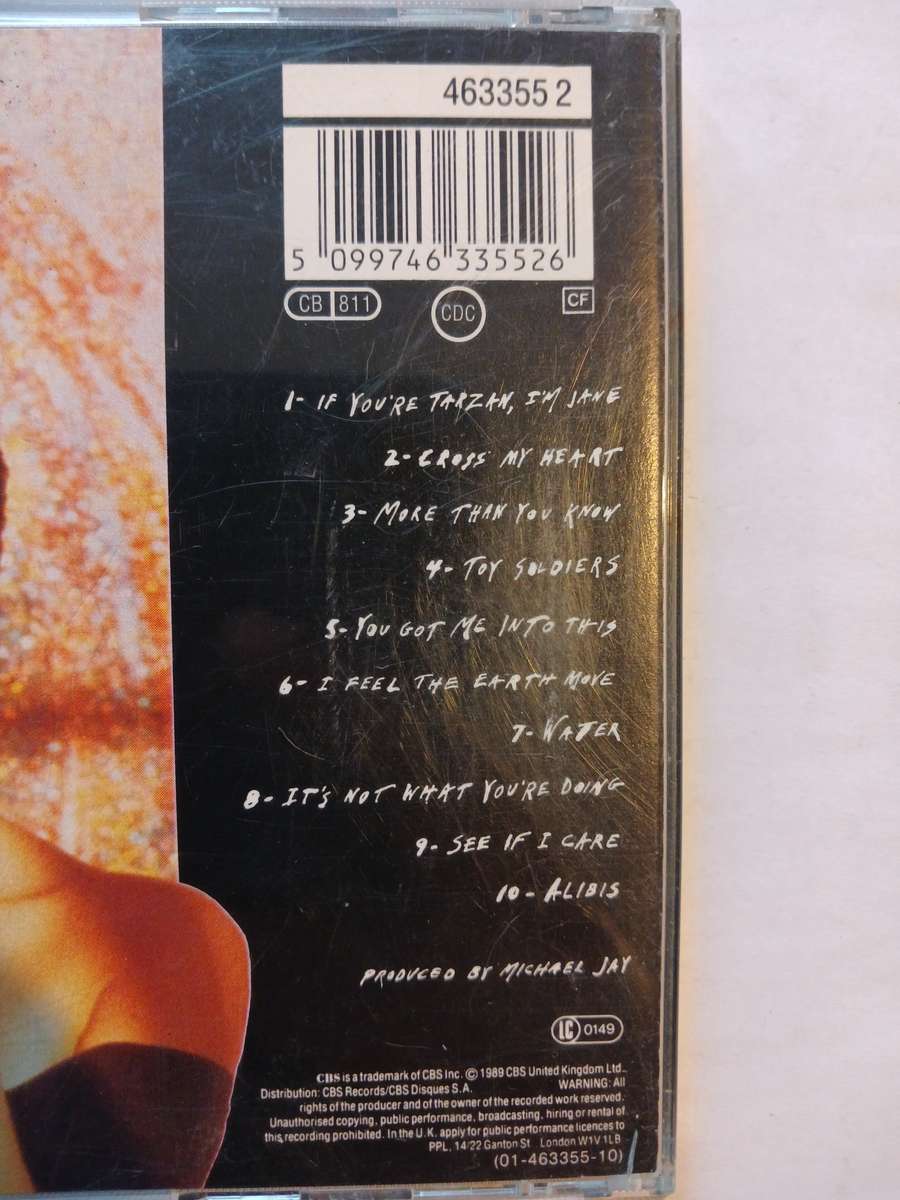 463355 2
5 099746 335526
CB 811 CDC CF
1- IF YOU'RE TARZAN, I'M JANE
2- CROSS MY HEART
3- MORE THAN YOU KNOW
4- TOY SOLDIERS
5- YOU GOT ME INTO THIS
6- I FEEL THE EARTH MOVE
7- WATER
8- IT'S NOT WHAT YOU'RE DOING
9- SEE IF I CARE
10- ALIBIS
PRODUCED BY MICHAEL JAY
LC 0149
CBS is a trademark of CBS Inc. © 1989 CBS United Kingdom Ltd.
Distribution: CBS Records/CBS Disques S.A. WARNING: All
rights of the producer and of the owner of the recorded work reserved.
Unauthorised copying, public performance, broadcasting, hiring or rental of
this recording prohibited. In the U.K. apply for public performance licences to
PPL, 14/22 Ganton St London W1V 1LB
(01-463355-10)